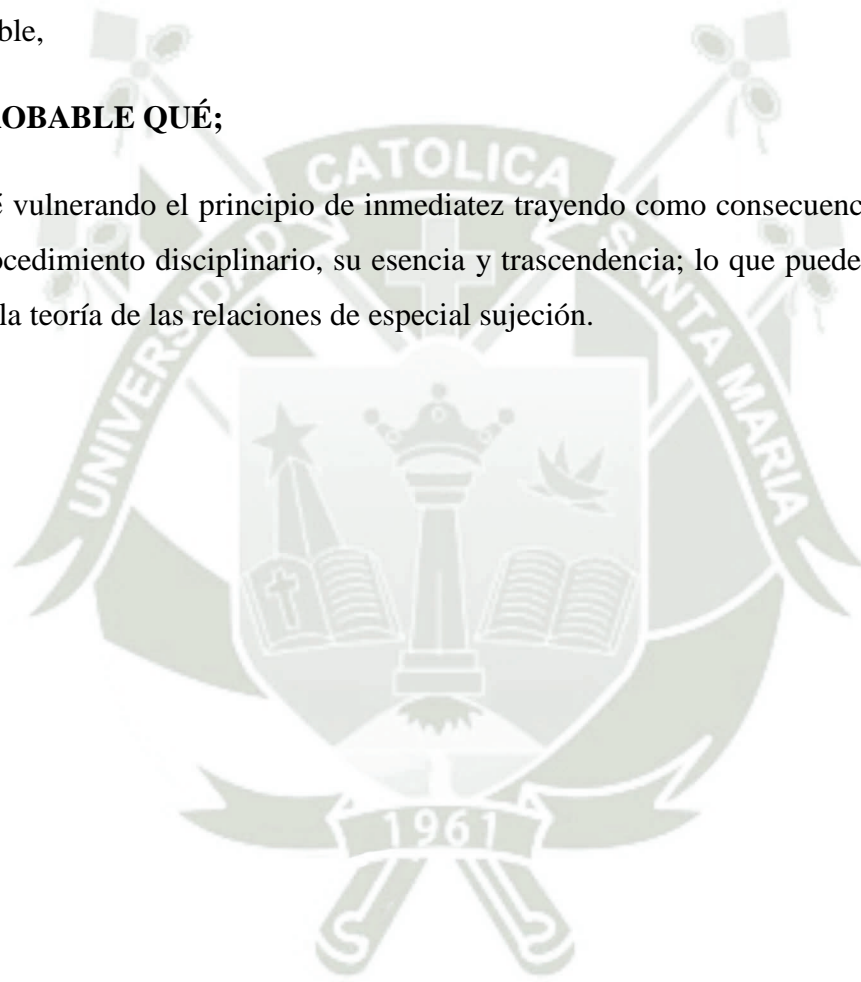 ble,
OBABLE QUÉ;
vulnerando el principio de inmediatez trayendo como consecuenc
ocedimiento disciplinario, su esencia y trascendencia; lo que puede
la teoría de las relaciones de especial sujeción.
UNIVERSIDAD CATOLICA SANTA MARIA
1961